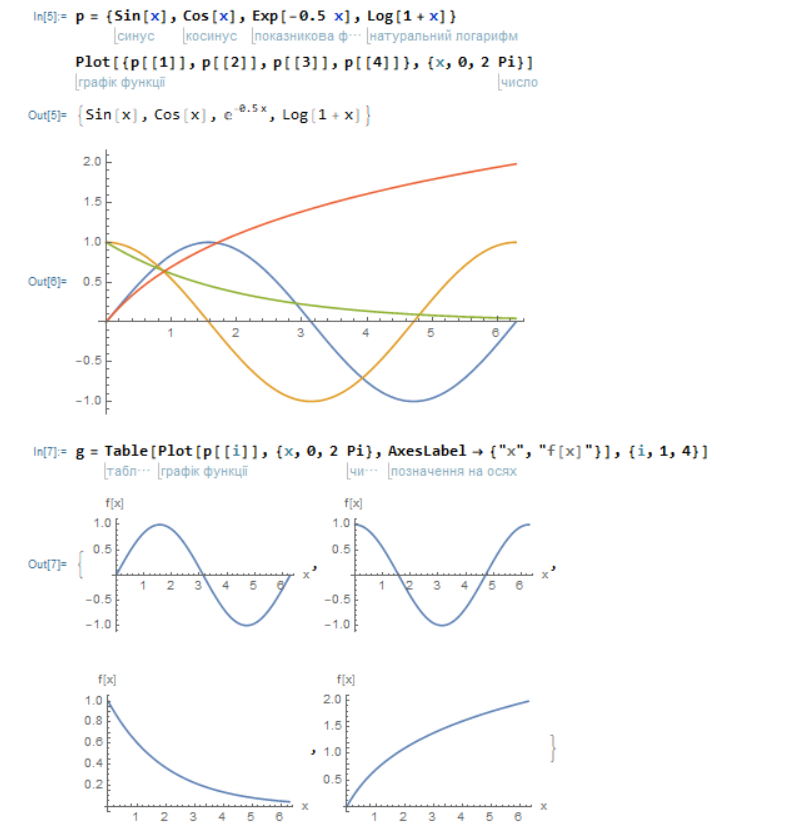 In[5]:= p = {Sin[x], Cos[x], Exp[-0.5 x], Log[1 + x]}
синус косинус показникова ф⋯ натуральний логарифм
Plot[{p[[1]], p[[2]], p[[3]], p[[4]]}, {x, 0, 2 Pi}]
графік функції число
Out[5]= {Sin[x], Cos[x], e^-0.5 x, Log[1 + x]}
2.0
1.5
1.0
Out[6]= 0.5
1 2 3 4 5 6
-0.5
-1.0
In[7]:= g = Table[Plot[p[[i]], {x, 0, 2 Pi}, AxesLabel → {"x", "f[x]"}], {i, 1, 4}]
табл⋯ графік функції чи⋯ позначення на осях
f[x] f[x]
1.0 1.0
0.5 0.5
Out[7]= { x , x ,
1 2 3 4 5 6 1 2 3 4 5 6
-0.5 -0.5
-1.0 -1.0
f[x] f[x]
1.0 2.0
0.8 1.5
0.6 , 1.0 }
0.4 0.5
0.2
x x
1 2 3 4 5 6 1 2 3 4 5 6